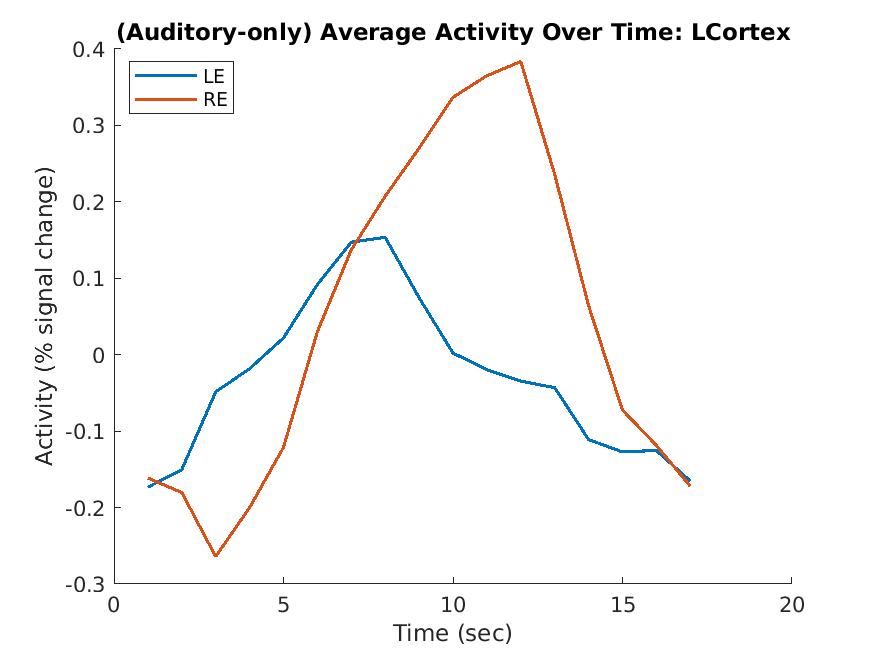 (Auditory-only) Average Activity Over Time: LCortex
LE
RE
Activity (% signal change)
0.4
0.3
0.2
0.1
0
-0.1
-0.2
-0.3
0 5 10 15 20
Time (sec)